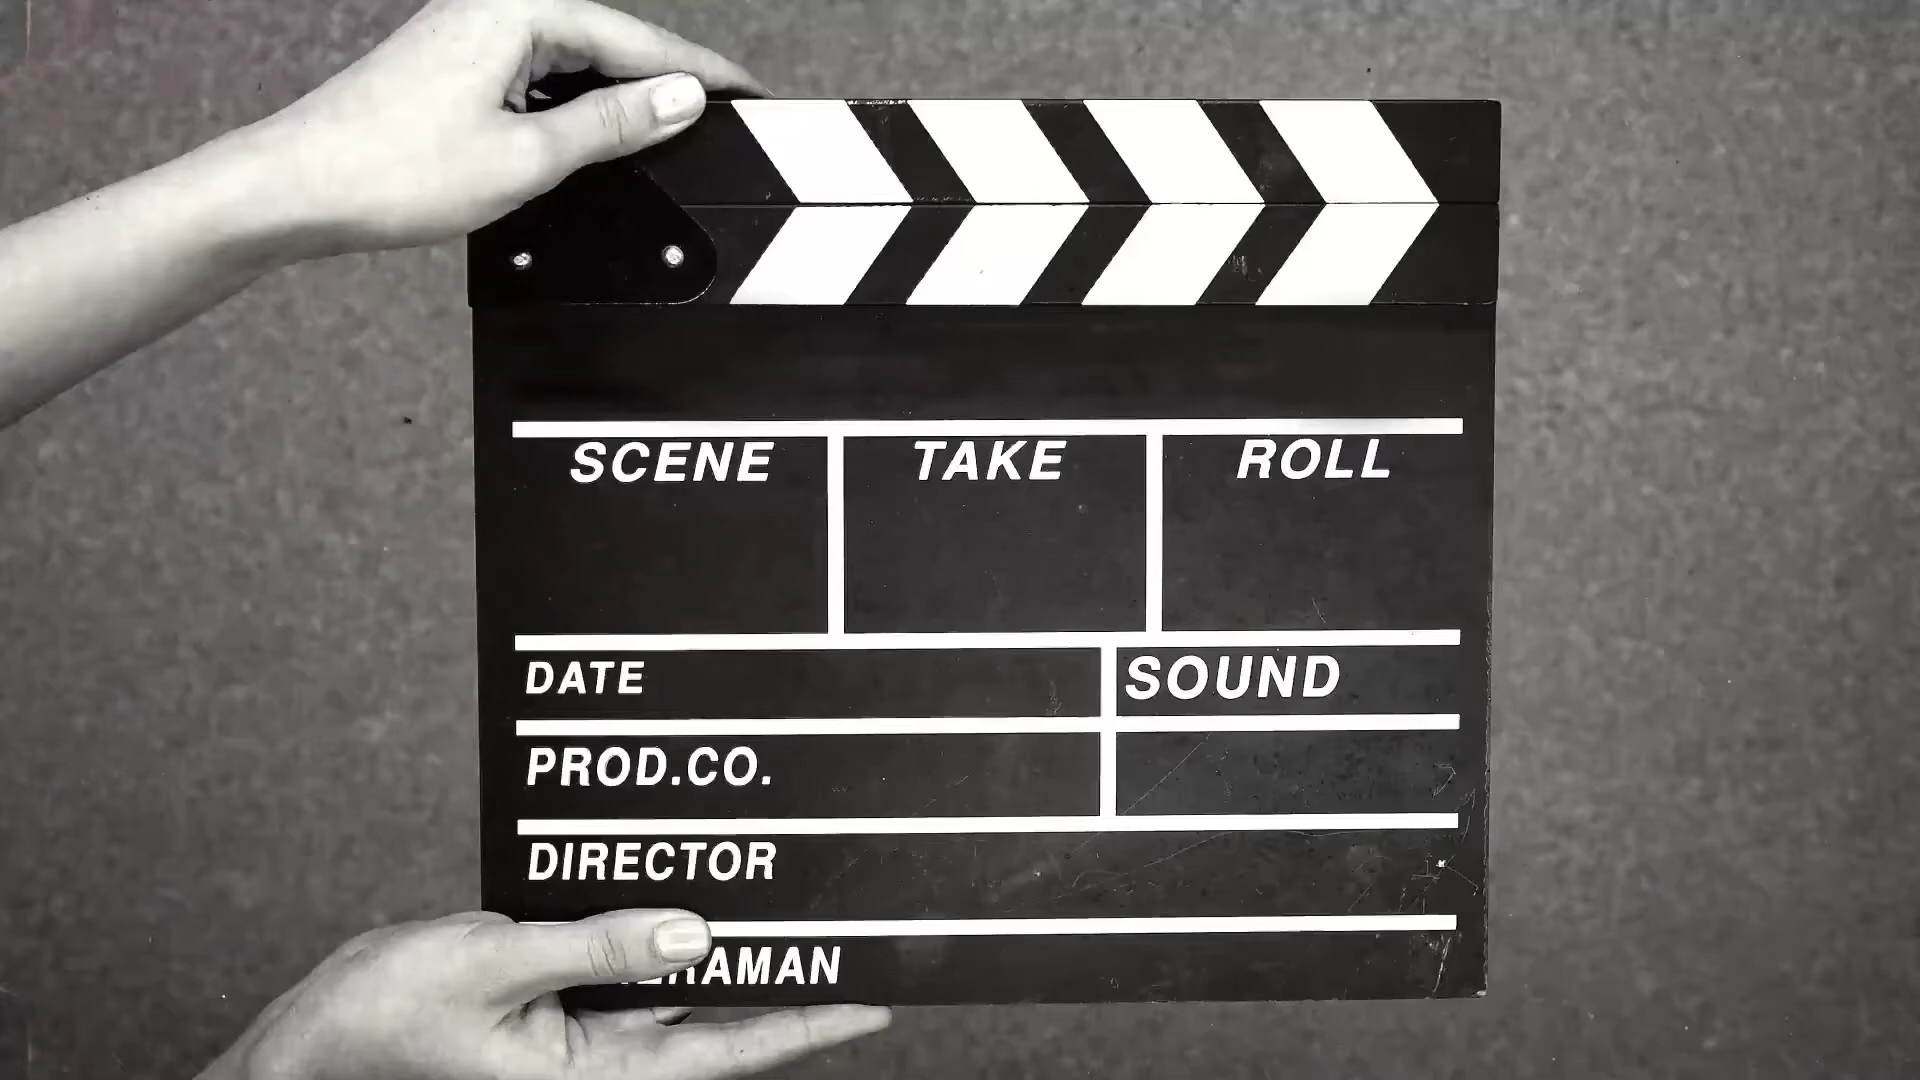 SCENE TAKE ROLL
DATE SOUND
PROD.CO.
DIRECTOR